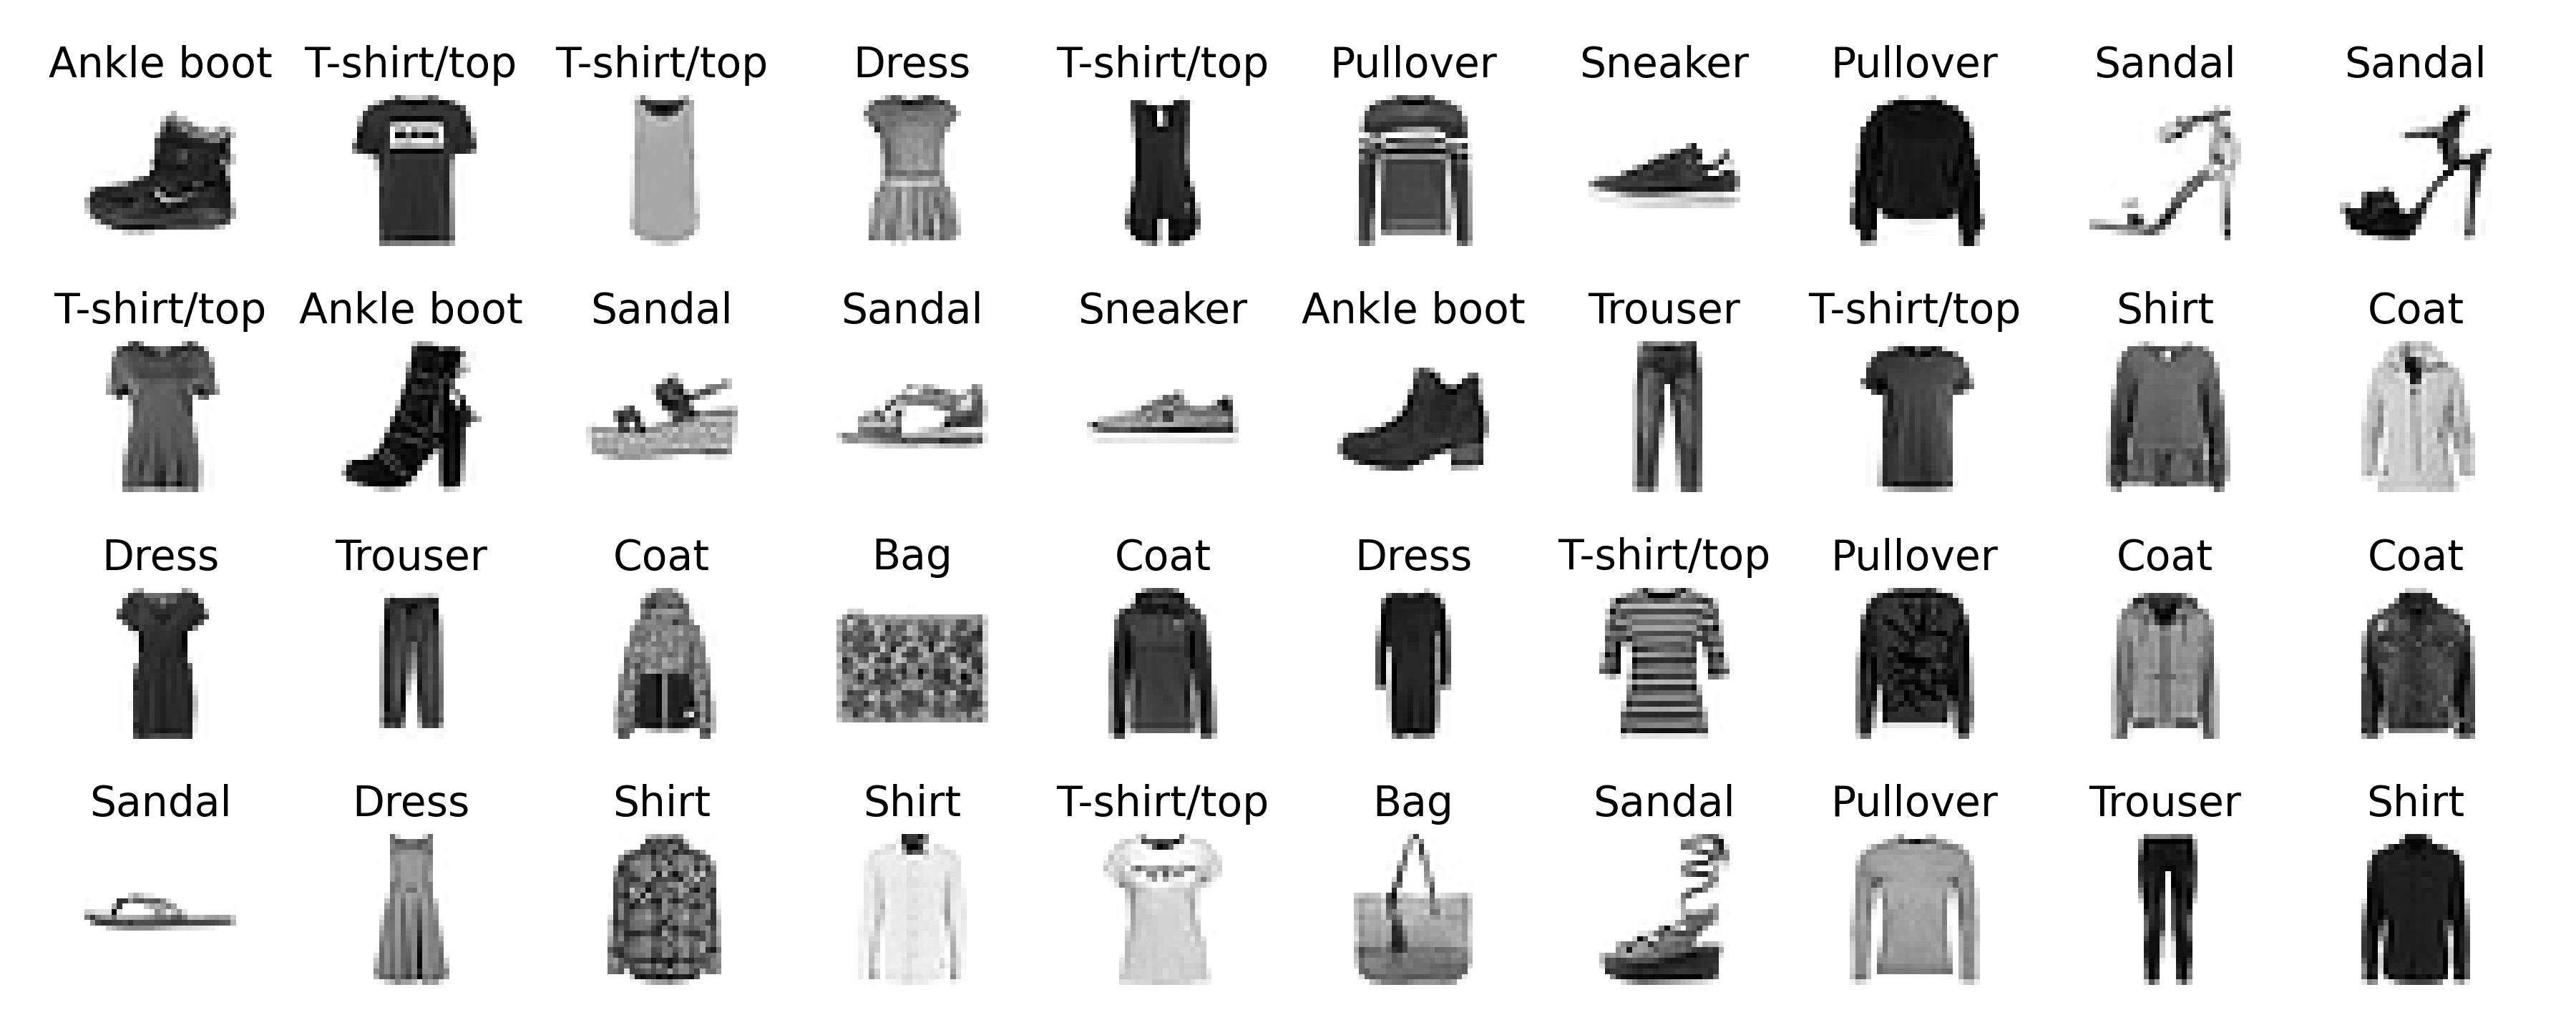 Ankle boot T-shirt/top T-shirt/top Dress T-shirt/top Pullover Sneaker Pullover Sandal Sandal
T-shirt/top Ankle boot Sandal Sandal Sneaker Ankle boot Trouser T-shirt/top Shirt Coat
Dress Trouser Coat Bag Coat Dress T-shirt/top Pullover Coat Coat
Sandal Dress Shirt Shirt T-shirt/top Bag Sandal Pullover Trouser Shirt